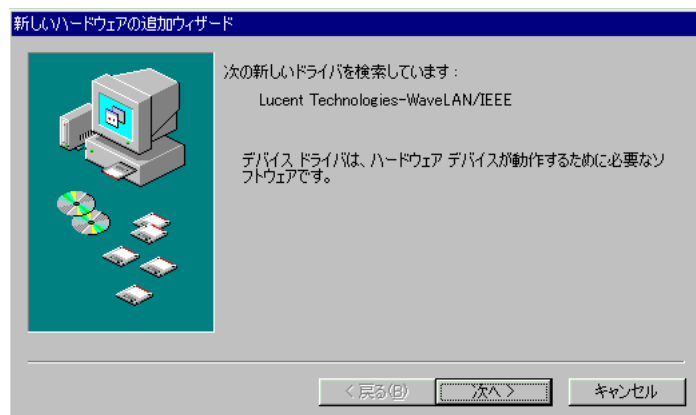 新しいハードウェアの追加ウィザード
次の新しいドライバを検索しています：
Lucent Technologies-WaveLAN/IEEE
デバイス ドライバは、ハードウェア デバイスが動作するために必要なソ
フトウェアです。
< 戻る(B)
次へ >
キャンセル